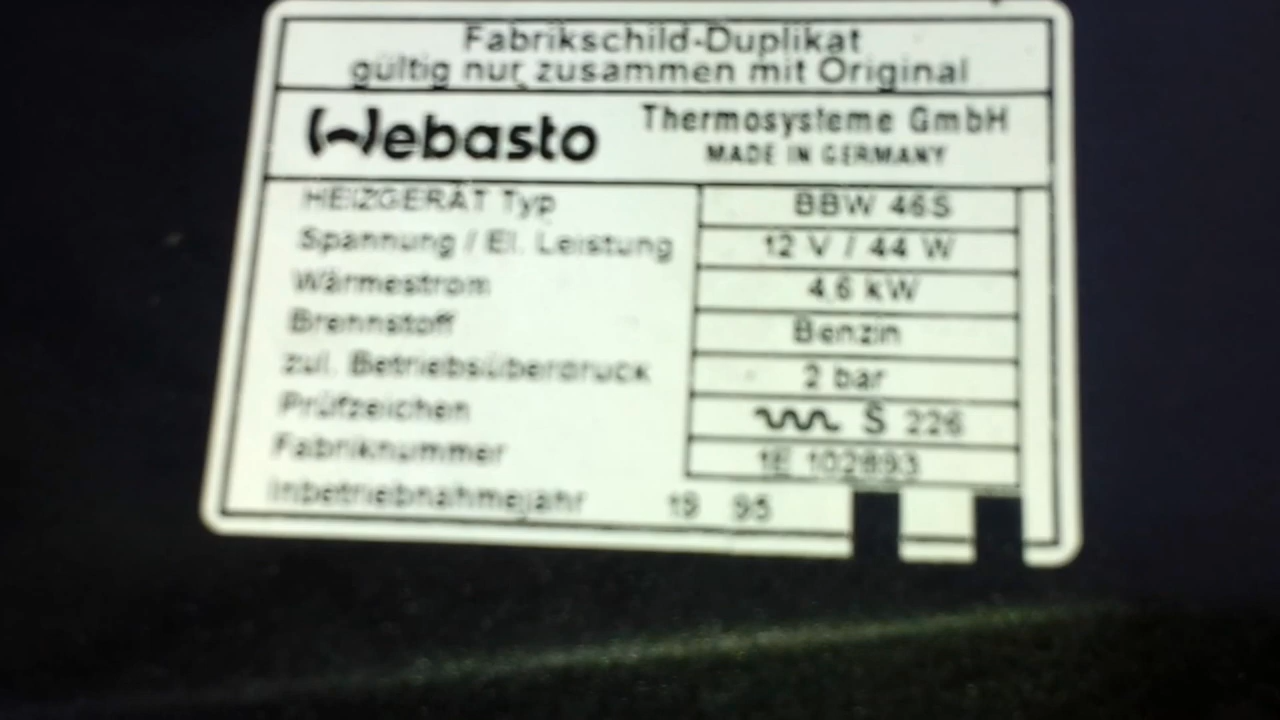 Fabrikschild-Duplikat
gültig nur zusammen mit Original
Webasto Thermosysteme GmbH
MADE IN GERMANY
HEIZGERÄT Typ BBW 46S
Spannung / El. Leistung 12 V / 44 W
Wärmestrom 4,6 kW
Brennstoff Benzin
zul. Betriebsüberdruck 2 bar
Prüfzeichen S 226
Fabriknummer 1E 102893
Inbetriebnahmejahr 19 95